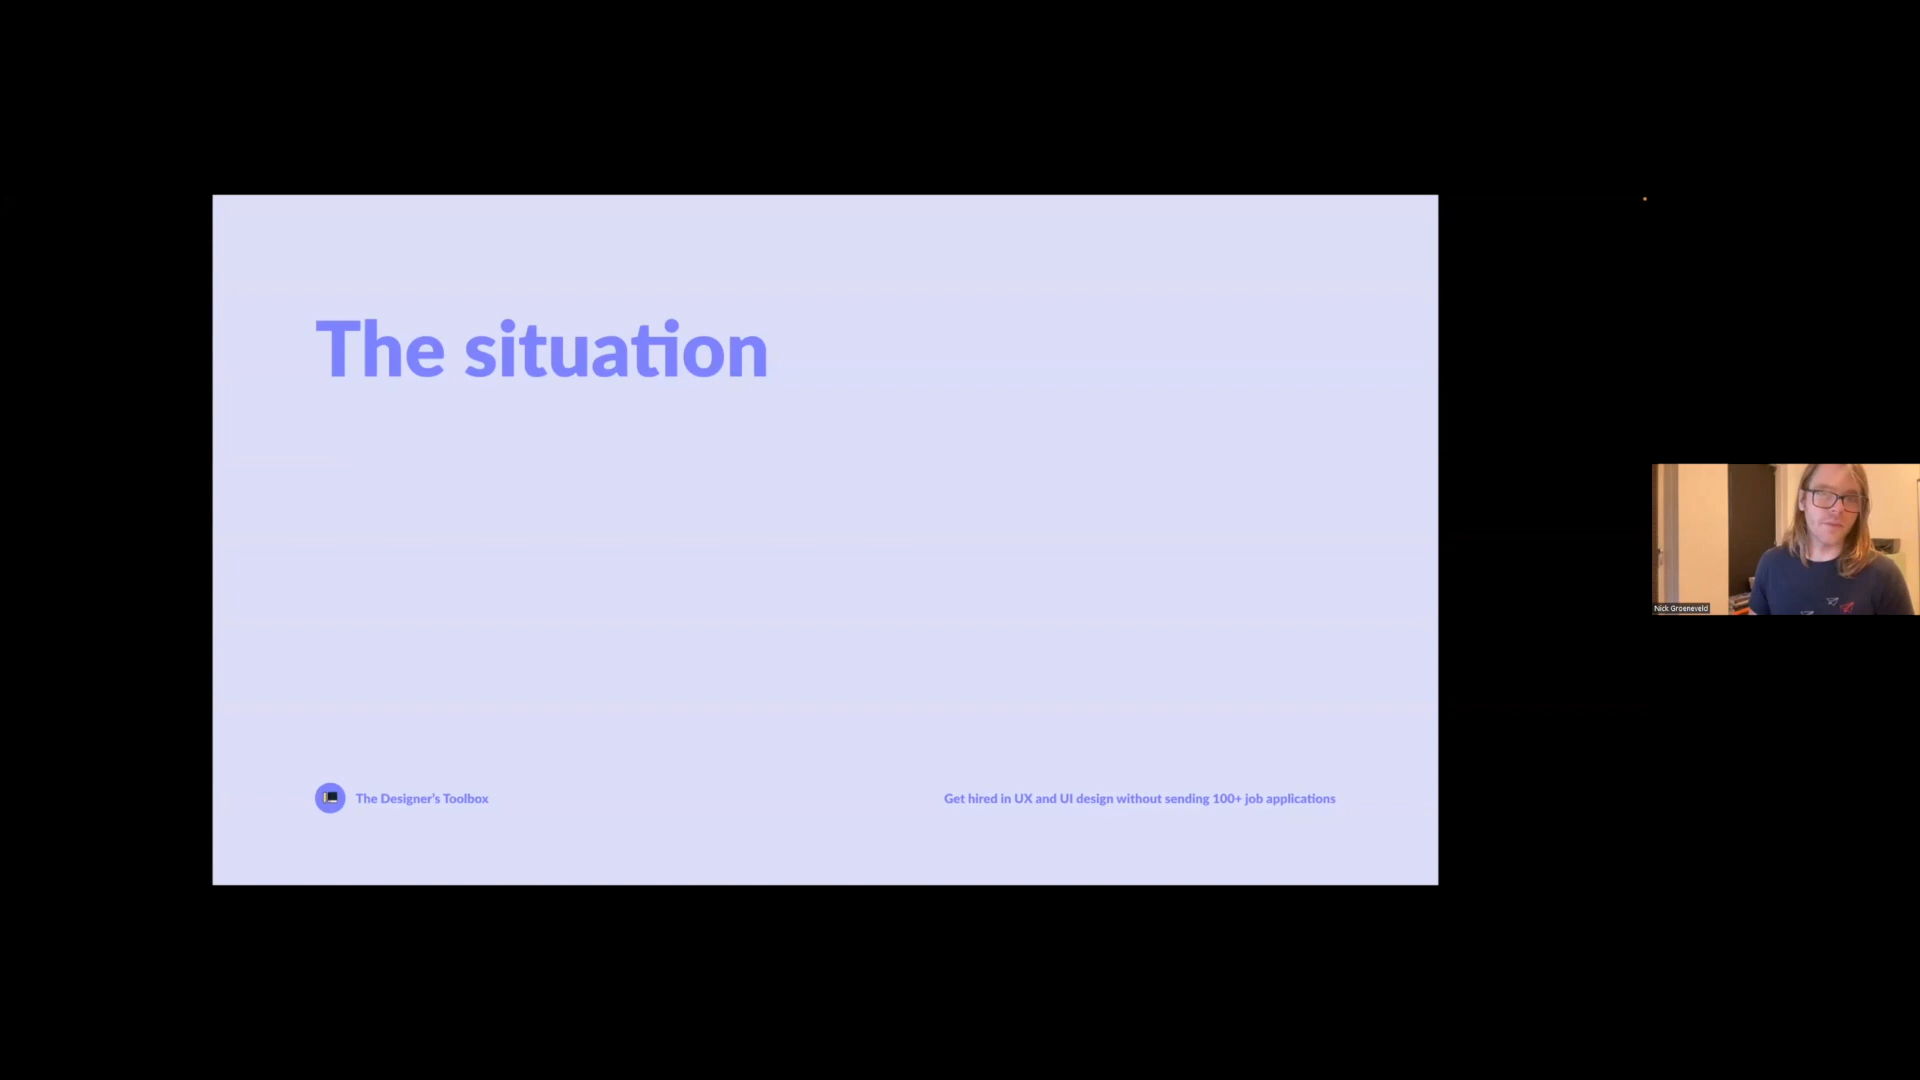 The situation
The Designer's Toolbox
Get hired in UX and UI design without sending 100+ job applications
Nick Groeneveld